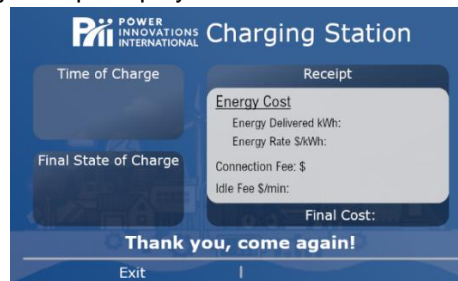 Pii POWER INNOVATIONS INTERNATIONAL Charging Station
Time of Charge
Final State of Charge
Receipt
Energy Cost
Energy Delivered kWh:
Energy Rate $/kWh:
Connection Fee: $
Idle Fee $/min:
Final Cost:
Thank you, come again!
Exit